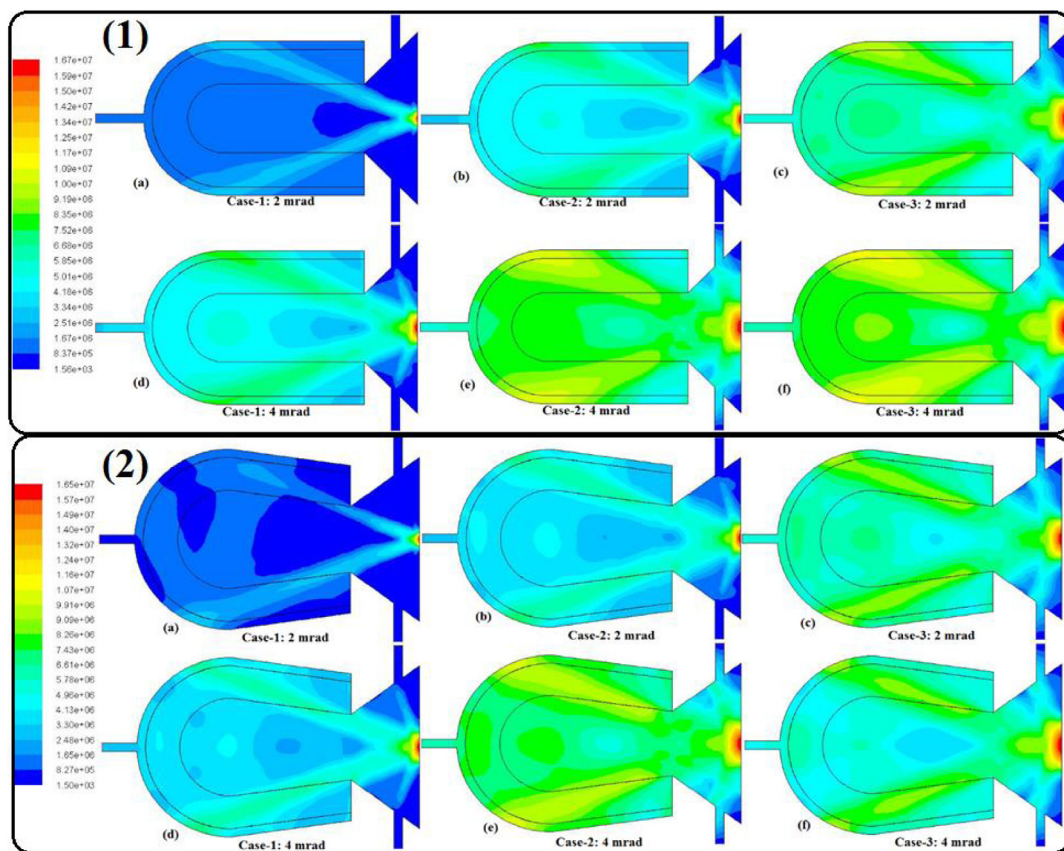 (1)
1.67e+07
1.59e+07
1.50e+07
1.42e+07
1.34e+07
1.25e+07
1.17e+07
1.09e+07
1.00e+07
9.19e+06
8.35e+06
7.52e+06
6.68e+06
5.85e+06
5.01e+06
4.18e+06
3.34e+06
2.51e+06
1.67e+06
8.37e+05
1.56e+03
(a)
Case-1: 2 mrad
(b)
Case-2: 2 mrad
(c)
Case-3: 2 mrad
(d)
Case-1: 4 mrad
(e)
Case-2: 4 mrad
(f)
Case-3: 4 mrad
(2)
1.65e+07
1.57e+07
1.49e+07
1.40e+07
1.32e+07
1.24e+07
1.16e+07
1.07e+07
9.91e+06
9.08e+06
8.26e+06
7.43e+06
6.61e+06
5.78e+06
4.96e+06
4.13e+06
3.30e+06
2.48e+06
1.65e+06
8.27e+05
1.50e+03
(a)
Case-1: 2 mrad
(b)
Case-2: 2 mrad
(c)
Case-3: 2 mrad
(d)
Case-1: 4 mrad
(e)
Case-2: 4 mrad
(f)
Case-3: 4 mrad